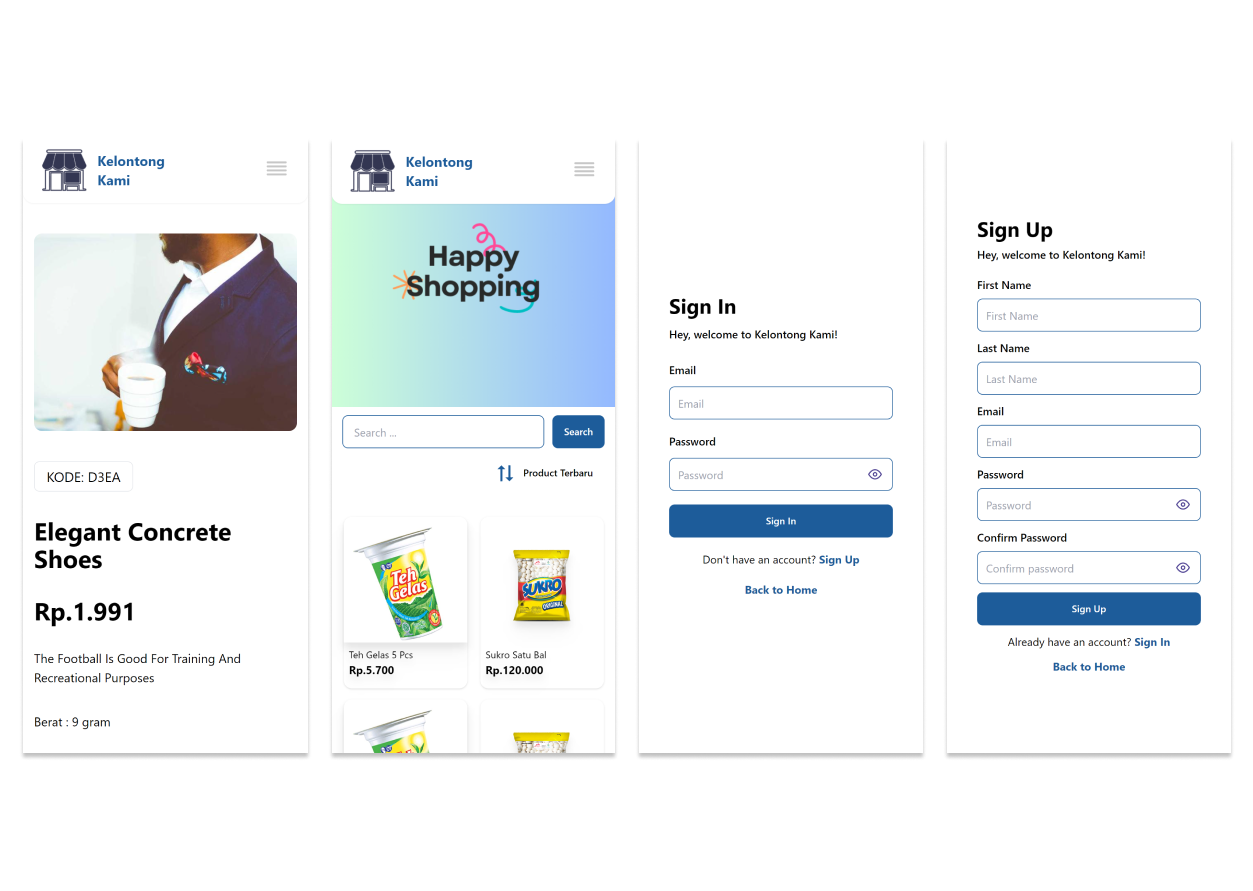 Kelontong
Kami
KODE: D3EA
Elegant Concrete
Shoes
Rp.1.991
The Football Is Good For Training And
Recreational Purposes
Berat : 9 gram
Kelontong
Kami
Happy
Shopping
Search ...
Search
Product Terbaru
Teh
Gelas
SUKRO
ORIGINAL
Teh Gelas 5 Pcs
Rp.5.700
Sukro Satu Bal
Rp.120.000
Sign In
Hey, welcome to Kelontong Kami!
Email
Email
Password
Password
Sign In
Don't have an account? Sign Up
Back to Home
Sign Up
Hey, welcome to Kelontong Kami!
First Name
First Name
Last Name
Last Name
Email
Email
Password
Password
Confirm Password
Confirm password
Sign Up
Already have an account? Sign In
Back to Home